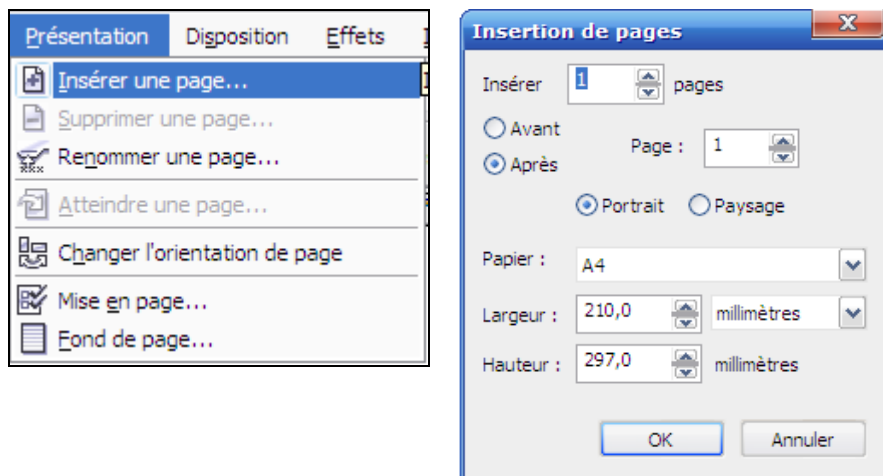 Présentation Disposition Effets
Insérer une page...
Supprimer une page...
Renommer une page...
Atteindre une page...
Changer l'orientation de page
Mise en page...
Fond de page...
Insertion de pages
Insérer 1 pages
Avant
Page : 1
Après
Portrait Paysage
Papier : A4
Largeur : 210,0 millimètres
Hauteur : 297,0 millimètres
OK Annuler